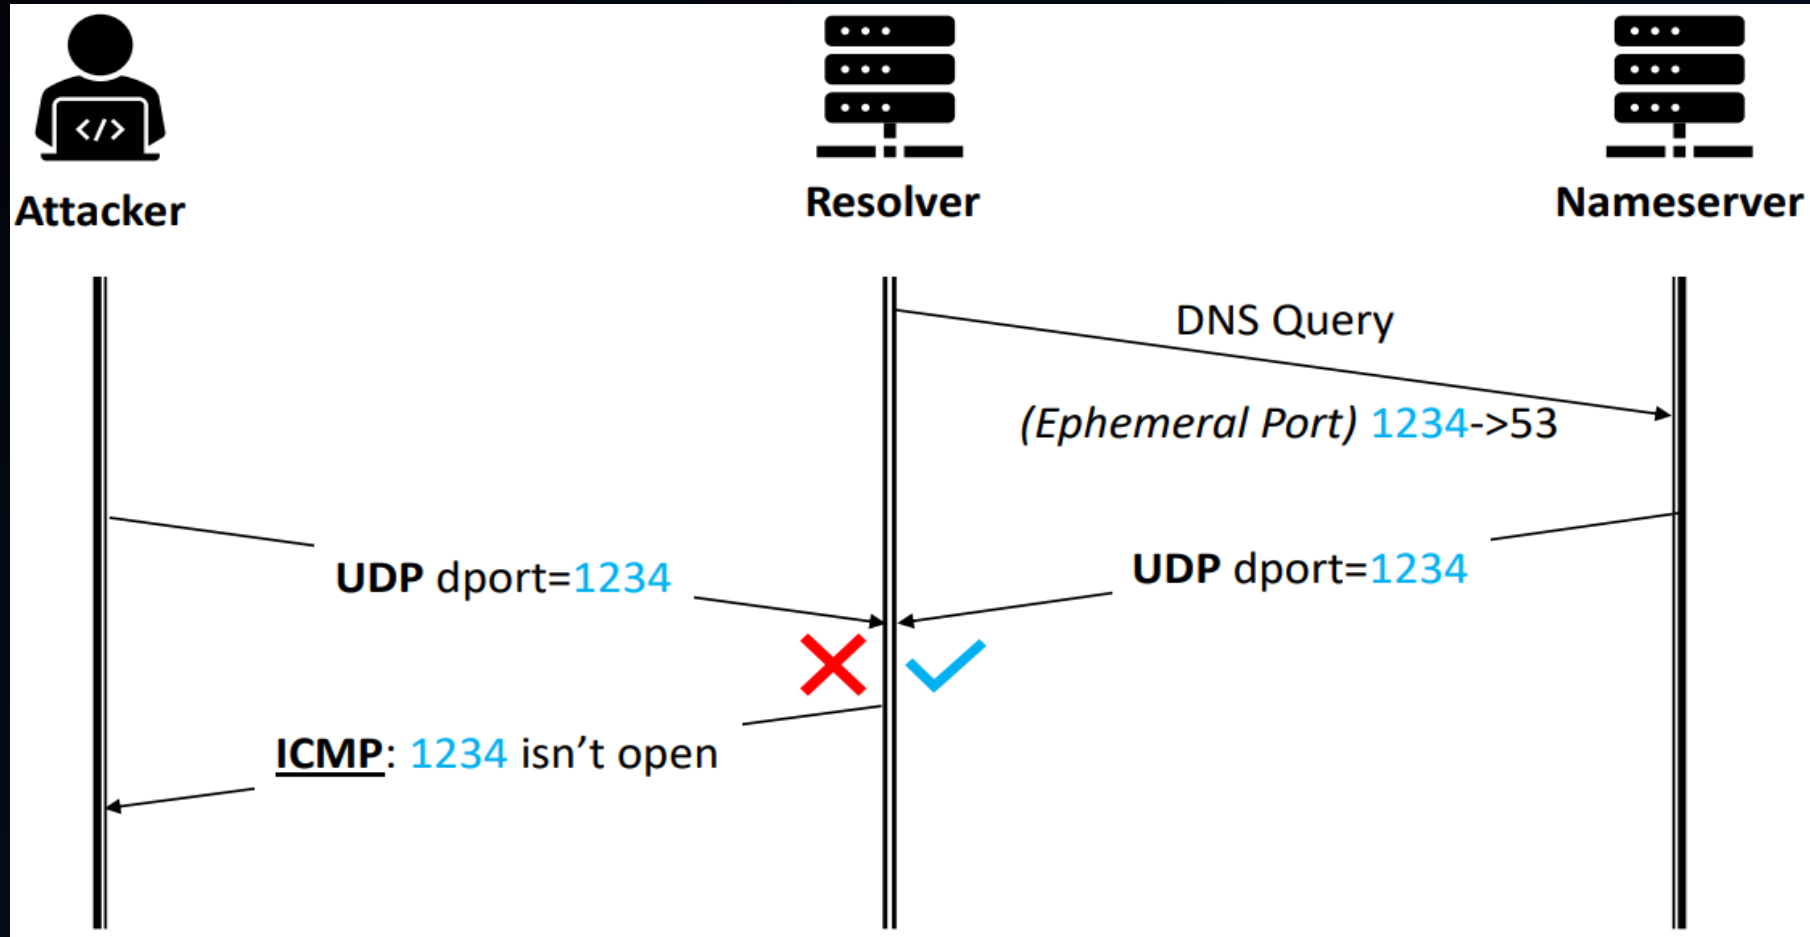 </>
Attacker
Resolver
Nameserver
DNS Query
(Ephemeral Port) 1234->53
UDP dport=1234
UDP dport=1234
ICMP: 1234 isn’t open